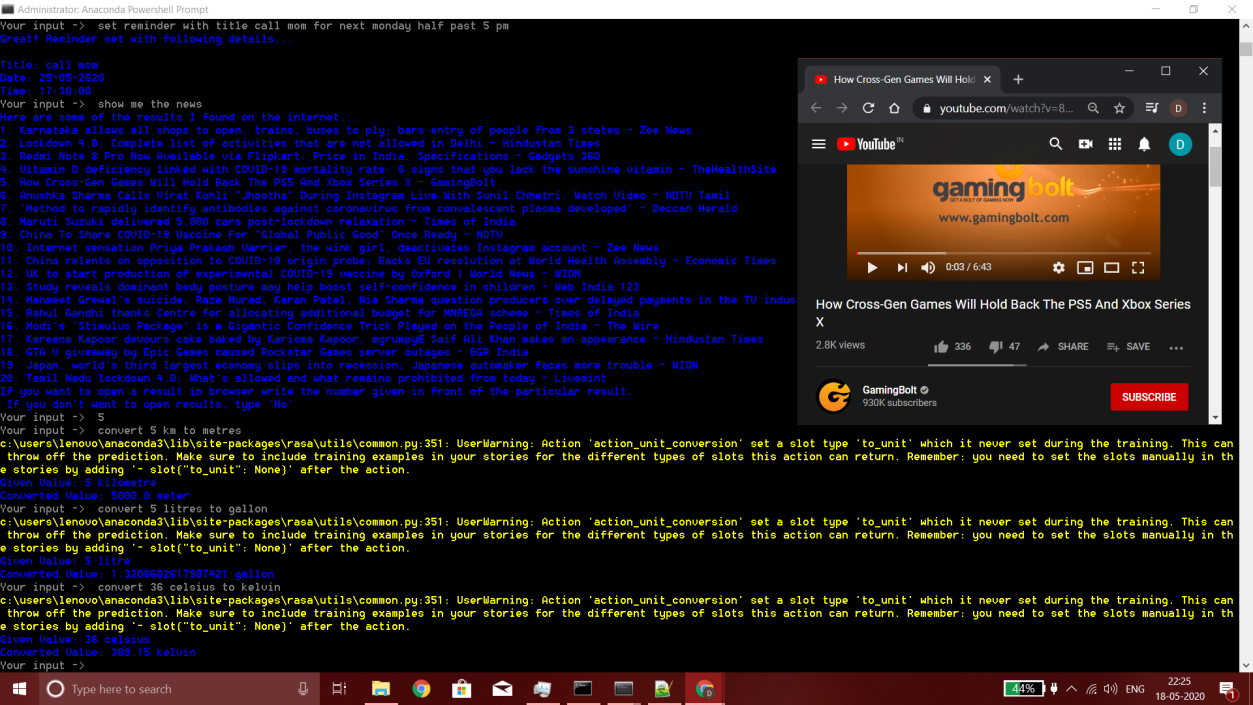 Administrator: Anaconda Powershell Prompt
Your input -> set reminder with title call mom for next monday half past 5 pm
Great! Reminder set with following details...
Title: call mom
Date: 25-05-2020
Time: 17:30:00
Your input -> show me the news
Here are some of the results I found on the internet...
1. Karnataka allows all shops to open, trains, buses to ply; bars entry of people from 3 states - Zee News
2. Lockdown 4.0: Complete list of activities that are not allowed in Delhi - Hindustan Times
3. Redmi Note 8 Pro Now Available via Flipkart: Price in India, Specifications - Gadgets 360
4. Vitamin D deficiency linked with COVID-19 mortality rate: 6 signs that you lack the sunshine vitamin - TheHealthSite
5. How Cross-Gen Games Will Hold Back The PS5 And Xbox Series X - GamingBolt
6. Anushka Sharma Calls Virat Kohli "Jhootha" During Instagram Live With Sunil Chhetri. Watch Video - NDTV Tamil
7. 'Method to rapidly identify antibodies against coronavirus from convalescent plasma developed' - Deccan Herald
8. Maruti Suzuki delivered 5,000 cars post-lockdown relaxation - Times of India
9. China To Share COVID-19 Vaccine For "Global Public Good" Once Ready - NDTV
10. Internet sensation Priya Prakash Varrier, the wink girl, deactivates Instagram account - Zee News
11. China relents on opposition to COVID-19 origin probe; Backs EU resolution at World Health Assembly - Economic Times
12. UK to start production of experimental COVID-19 vaccine by Oxford | World News - WION
13. Study reveals dominant body posture may help boost self-confidence in children - Web India 123
14. Manmeet Grewal's suicide: Raza Murad, Karan Patel, Nia Sharma question producers over delayed payments in the TV indus
15. Rahul Gandhi thanks Centre for allocating additional budget for MNREGA scheme - Times of India
16. Modi's 'Stimulus Package' is a Gigantic Confidence Trick Played on the People of India - The Wire
17. Kareena Kapoor devours cake baked by Karisma Kapoor, Saif Ali Khan makes an appearance - Hindustan Times
18. GTA V giveaway by Epic Games caused Rockstar Games server outages - BGR India
19. Japan, world's third largest economy slips into recession; Japanese automaker faces more trouble - WION
20. Tamil Nadu lockdown 4.0: What's allowed and what remains prohibited from today - Livemint
If you want to open a result in browser write the number given in front of the particular result.
If you don't want to open results, type 'No'
Your input -> 5
Your input -> convert 5 km to metres
c:\users\lenovo\anaconda3\lib\site-packages\rasa\utils\common.py:351: UserWarning: Action 'action_unit_conversion' set a slot type 'to_unit' which it never set during the training. This can
throw off the prediction. Make sure to include training examples in your stories for the different types of slots this action can return. Remember: you need to set the slots manually in th
e stories by adding '- slot{"to_unit": None}' after the action.
Given Value: 5 kilometre
Converted Value: 5000.0 meter
Your input -> convert 5 litres to gallon
c:\users\lenovo\anaconda3\lib\site-packages\rasa\utils\common.py:351: UserWarning: Action 'action_unit_conversion' set a slot type 'to_unit' which it never set during the training. This can
throw off the prediction. Make sure to include training examples in your stories for the different types of slots this action can return. Remember: you need to set the slots manually in th
e stories by adding '- slot{"to_unit": None}' after the action.
Given Value: 5 litre
Converted Value: gallon
Your input -> convert 36 celsius to kelvin
c:\users\lenovo\anaconda3\lib\site-packages\rasa\utils\common.py:351: UserWarning: Action 'action_unit_conversion' set a slot type 'to_unit' which it never set during the training. This can
throw off the prediction. Make sure to include training examples in your stories for the different types of slots this action can return. Remember: you need to set the slots manually in th
e stories by adding '- slot{"to_unit": None}' after the action.
Given Value: 36 celsius
Converted Value: 309.15 kelvin
Your input ->
How Cross-Gen Games Will Hold
youtube.com/watch?v=8...
D
YouTube IN
D
gaming bolt
GET A BOLT OF GAMING NOW
www.gamingbolt.com
0:03 / 6:43
How Cross-Gen Games Will Hold Back The PS5 And Xbox Series
X
2.8K views
336
47
SHARE
SAVE
GamingBolt
930K subscribers
SUBSCRIBE
Type here to search
44%
ENG
22:25
18-05-2020
1